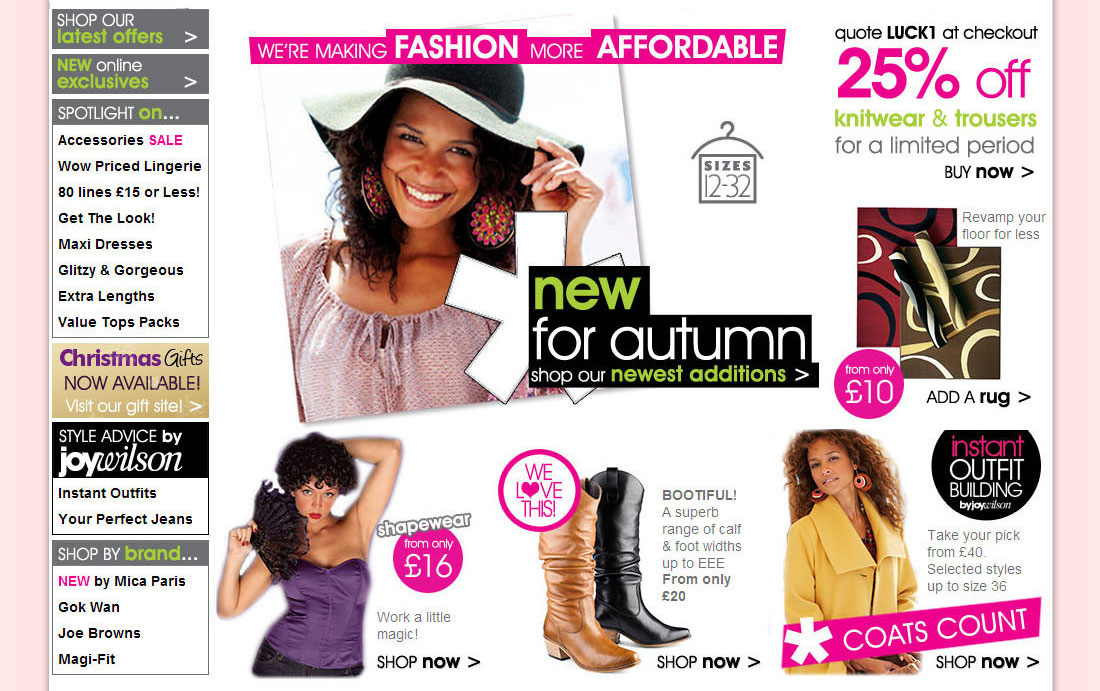 SHOP OUR
latest offers >
NEW online
exclusives >
SPOTLIGHT on...
Accessories SALE
Wow Priced Lingerie
80 lines £15 or Less!
Get The Look!
Maxi Dresses
Glitzy & Gorgeous
Extra Lengths
Value Tops Packs
Christmas Gifts
NOW AVAILABLE!
Visit our gift site! >
STYLE ADVICE by
joywilson
Instant Outfits
Your Perfect Jeans
SHOP BY brand...
NEW by Mica Paris
Gok Wan
Joe Browns
Magi-Fit
WE'RE MAKING FASHION MORE AFFORDABLE
SIZES
12-32
new
for autumn
shop our newest additions >
quote LUCK1 at checkout
25% off
knitwear & trousers
for a limited period
BUY now >
Revamp your
floor for less
from only
£10
ADD A rug >
shapewear
from only
£16
Work a little
magic!
SHOP now >
WE
LOVE
THIS!
BOOTIFUL!
A superb
range of calf
& foot widths
up to EEE
From only
£20
SHOP now >
instant
OUTFIT
BUILDING
by joywilson
Take your pick
from £40.
Selected styles
up to size 36
COATS COUNT
SHOP now >